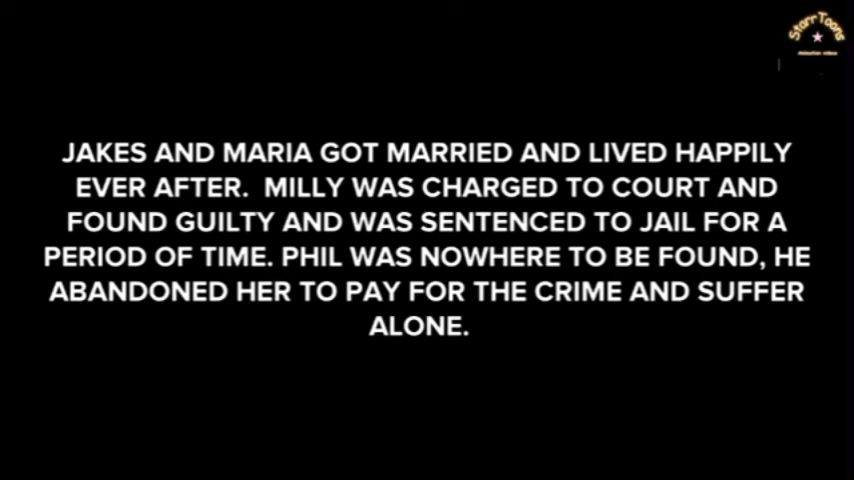 StarrToons
JAKES AND MARIA GOT MARRIED AND LIVED HAPPILY
EVER AFTER. MILLY WAS CHARGED TO COURT AND
FOUND GUILTY AND WAS SENTENCED TO JAIL FOR A
PERIOD OF TIME. PHIL WAS NOWHERE TO BE FOUND, HE
ABANDONED HER TO PAY FOR THE CRIME AND SUFFER
ALONE.